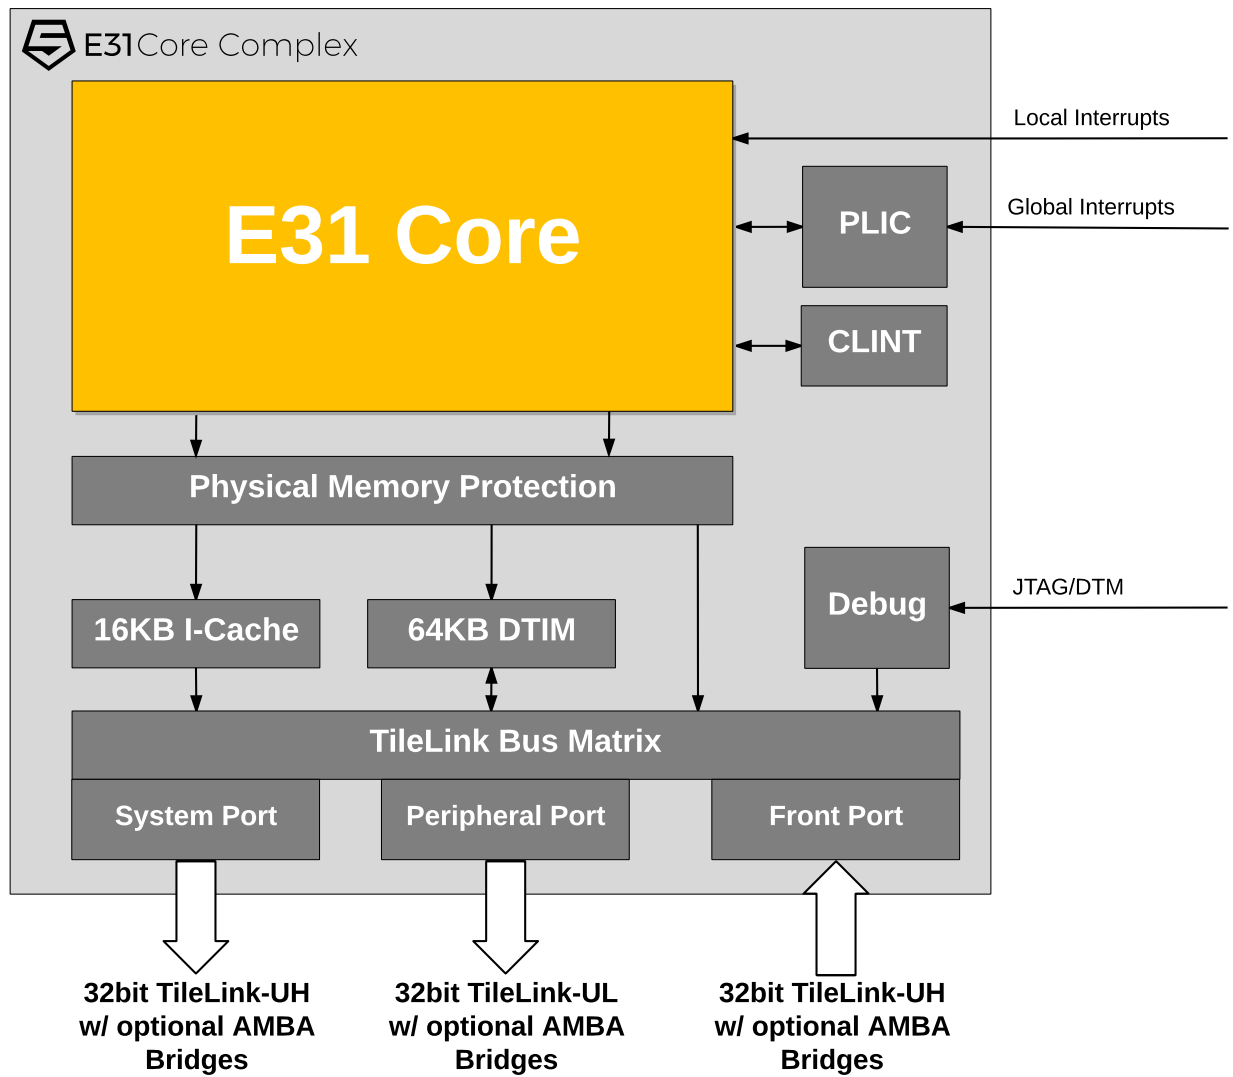 E31 Core Complex
Local Interrupts
E31 Core
PLIC
Global Interrupts
CLINT
Physical Memory Protection
Debug
JTAG/DTM
16KB I-Cache
64KB DTIM
TileLink Bus Matrix
System Port
Peripheral Port
Front Port
32bit TileLink-UH
w/ optional AMBA
Bridges
32bit TileLink-UL
w/ optional AMBA
Bridges
32bit TileLink-UH
w/ optional AMBA
Bridges